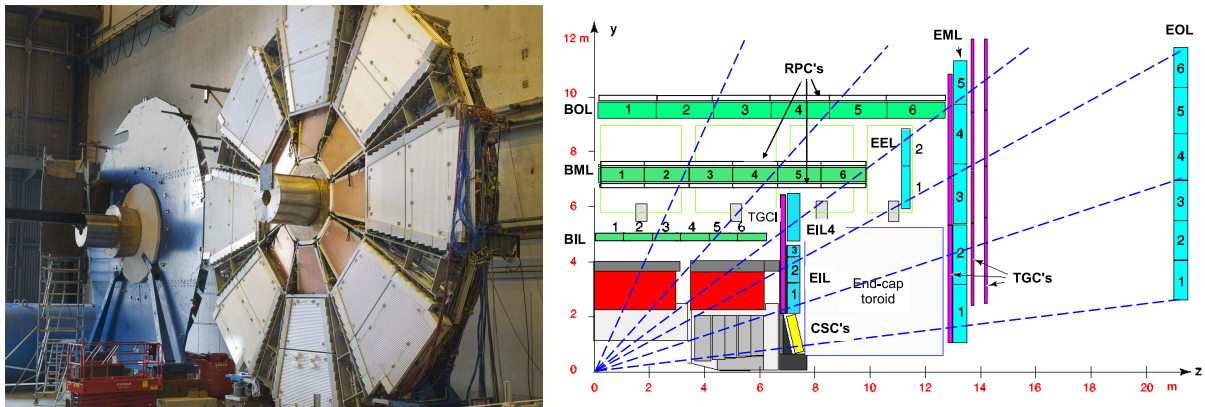 y
12 m
EML
EOL
RPC's
10
BOL 1 2 3 4 5 6
5
6
5
8
EEL
2
4
4
BML 1 2 3 4 5 6
1
3
3
6
TGCI
1 2 3 4 5 6
BIL
EIL4
2
2
4
3
2
EIL
1
End-cap
toroid
TGC's
1
1
2
CSC's
0
0 2 4 6 8 10 12 14 16 18 20 z
m